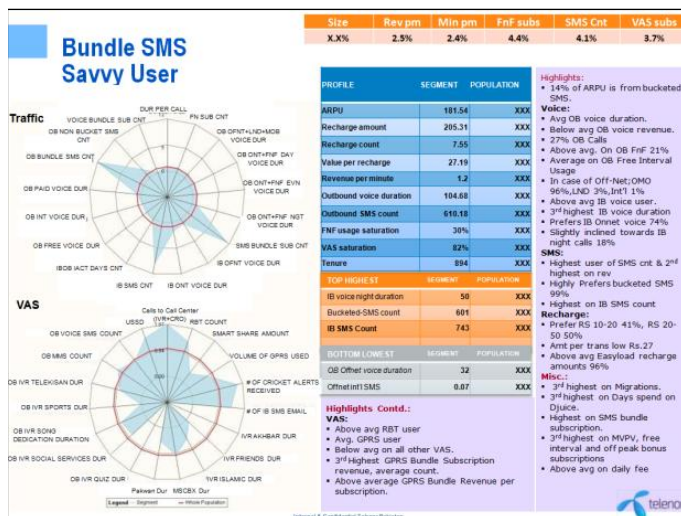 Size Rev pm Min pm FnF subs SMS Cnt VAS subs
X.X% 2.5% 2.4% 4.4% 4.1% 3.7%
Bundle SMS
Savvy User
Traffic
DUR PER CALL
VOICE BUNDLE SUB CNT
FN SUB CNT
OB NON BUCKET SMS
CNT
OB OFNT+LND+MOB
VOICE DUR
OB BUNDLE SMS CNT
OB ONT+FNF DAY
VOICE DUR
OB PAID VOICE DUR
OB ONT+FNF EVN
VOICE DUR
OB INT VOICE DUR
OB ONT+FNF NGT
VOICE DUR
OB FREE VOICE DUR
SMS BUNDLE SUB CNT
IBOB IACT DAYS CNT
IB OFNT VOICE DUR
IB SMS CNT
IB ONT VOICE DUR
VAS
Calls to Call Center
(IVR+CRO)
USSD
RBT COUNT
OB VOICE SMS COUNT
SMART SHARE AMOUNT
OB MMS COUNT
VOLUME OF GPRS USED
OB IVR TELEKISAN DUR
# OF CRICKET ALERTS
RECEIVED
OB IVR SPORTS DUR
# OF IB SMS EMAIL
OB IVR SONG
DEDICATION DURATION
IVR AKHBAR DUR
OB IVR SOCIAL SERVICES DUR
IVR FRIENDS DUR
OB IVR QUIZ DUR
IVR ISLAMIC DUR
Pakwan Dur
MSCBX Dur
Legend Segment Whole Population
PROFILE SEGMENT POPULATION
ARPU 181.54 XXX
Recharge amount 205.31 XXX
Recharge count 7.55 XXX
Value per recharge 27.19 XXX
Revenue per minute 1.2 XXX
Outbound voice duration 104.68 XXX
Outbound SMS count 610.18 XXX
FNF usage saturation 30% XXX
VAS saturation 82% XXX
Tenure 894 XXX
TOP HIGHEST SEGMENT POPULATION
IB voice night duration 50 XXX
Bucketed-SMS count 601 XXX
IB SMS Count 743 XXX
BOTTOM LOWEST SEGMENT POPULATION
OB Offnet voice duration 32 XXX
Offnet int'l SMS 0.07 XXX
Highlights Contd.:
VAS:
▪ Above avg RBT user
▪ Avg. GPRS user
▪ Below avg on all other VAS.
▪ 3rd Highest GPRS Bundle Subscription
revenue, average count.
▪ Above average GPRS Bundle Revenue per
subscription.
Highlights:
▪ 14% of ARPU is from bucketed
SMS.
Voice:
▪ Avg OB voice duration.
▪ Below avg OB voice revenue.
▪ 27% OB Calls
▪ Above avg. On OB FnF 21%
▪ Average on OB Free Interval
Usage
▪ In case of Off-Net;OMO
96%,LND 3%,Int'l 1%
▪ Above avg IB voice user.
▪ 3rd highest IB voice duration
▪ Prefers IB Onnet voice 74%
▪ Slightly inclined towards IB
night calls 18%
SMS:
▪ Highest user of SMS cnt & 2nd
highest on rev
▪ Highly Prefers bucketed SMS
99%
▪ Highest on IB SMS count
Recharge:
▪ Prefer RS 10-20 41%, RS 20-
50 50%
▪ Amt per trans low Rs.27
▪ Above avg Easyload recharge
amounts 96%
Misc.:
▪ 3rd highest on Migrations.
▪ 3rd highest on Days spend on
Djuice.
▪ Highest on SMS bundle
subscription.
▪ 3rd highest on MVPV, free
interval and off peak bonus
subscriptions
▪ Above avg on daily fee
teleno